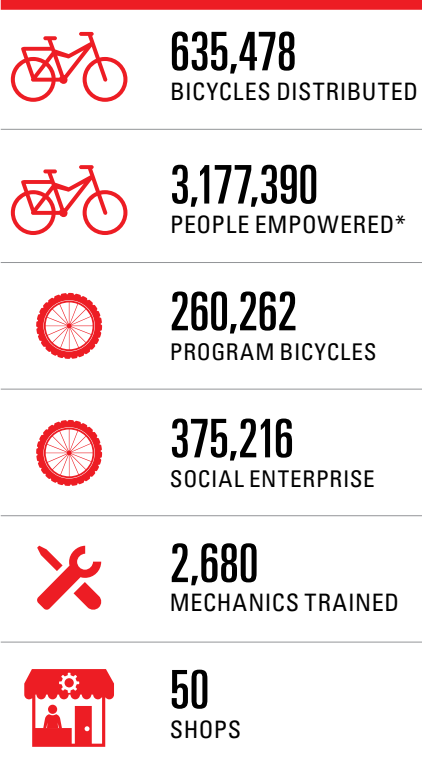 635,478
BICYCLES DISTRIBUTED
3,177,390
PEOPLE EMPOWERED*
260,262
PROGRAM BICYCLES
375,216
SOCIAL ENTERPRISE
2,680
MECHANICS TRAINED
50
SHOPS